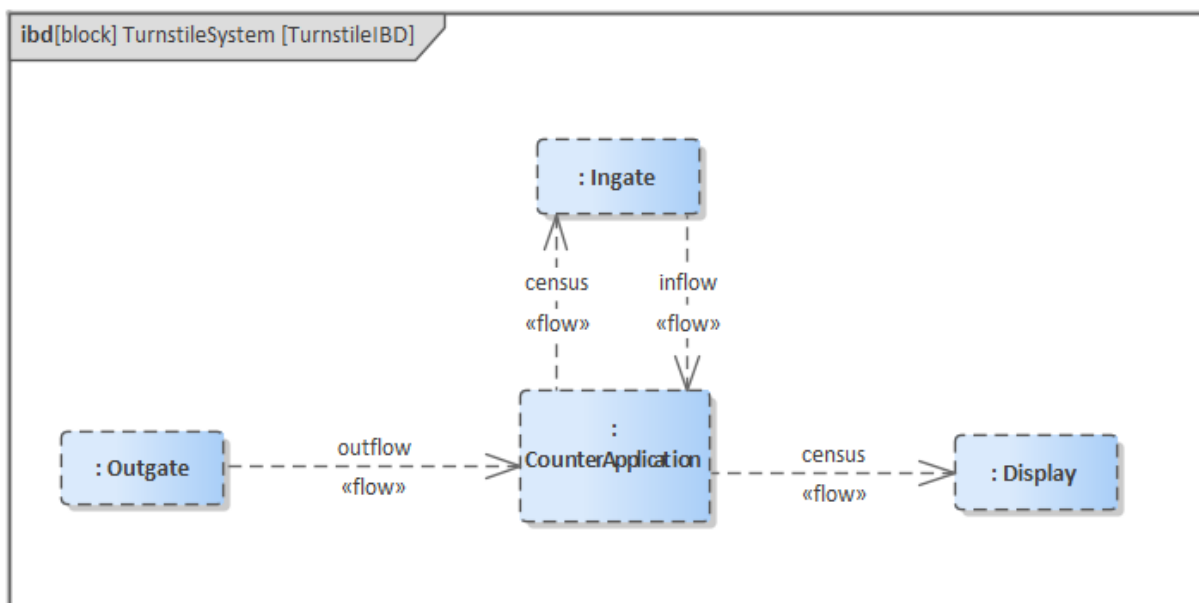 ibd[block] TurnstileSystem [TurnstileIBD]
: Ingate
census
«flow»
inflow
«flow»
: Outgate
outflow
«flow»
:
CounterApplication
census
«flow»
: Display